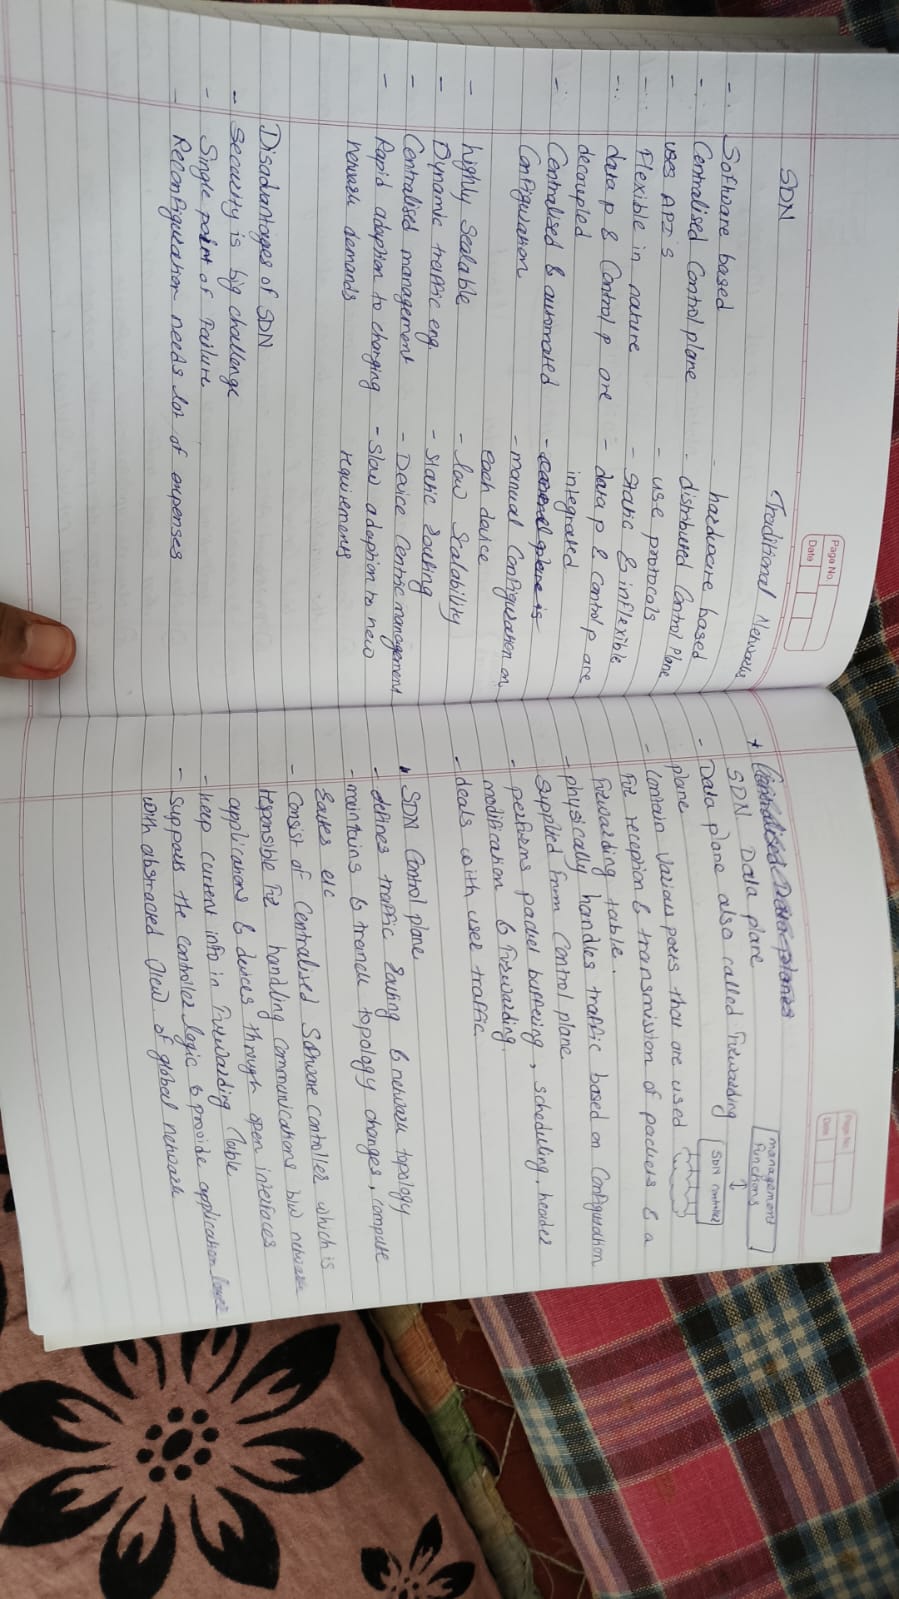 Page No.
Date
SDN
Traditional Networks
- Software based
- hardware based
- Centralised Control plane
- distributed Control Plane
- uses API's
- use protocols
- Flexible in nature
- Static & inflexible
- data p & Control p are
decoupled
- data p & control p are
integrated
- Centralised & automated
Configuration
- manual Configuration on
each device
- highly Scalable
- low Scalability
- Dynamic traffic eng.
- static routing
- Centralised management
- Device Centric management
- Rapid adaption to changing
network demands
- Slow adaption to new
requirements
Disadvantages of SDN
- Security is big challenge
- Single point of Failure
- Reconfiguration needs lot of expenses
Page No.
Date
* Centralised Data planes
SDN Data plane
management
functions
SDN controller
- Data plane also called Forwarding
plane
- Contain various ports that are used
for reception & transmission of packets & a
forwarding table.
- physically handles traffic based on Configuration
supplied from Control plane.
- performs packet buffering, scheduling, header
modification & forwarding.
- deals with user traffic.
SDN Control plane
- defines traffic routing & network topology
- maintains & topology changes, compute
routes etc
- Consist of Centralised Software controller which is
responsible for handling communications b/w network
applications & devices through open interfaces
- keep current info in Forwarding Table
- supports the controller logic & provide application layer
with abstracted view of global network